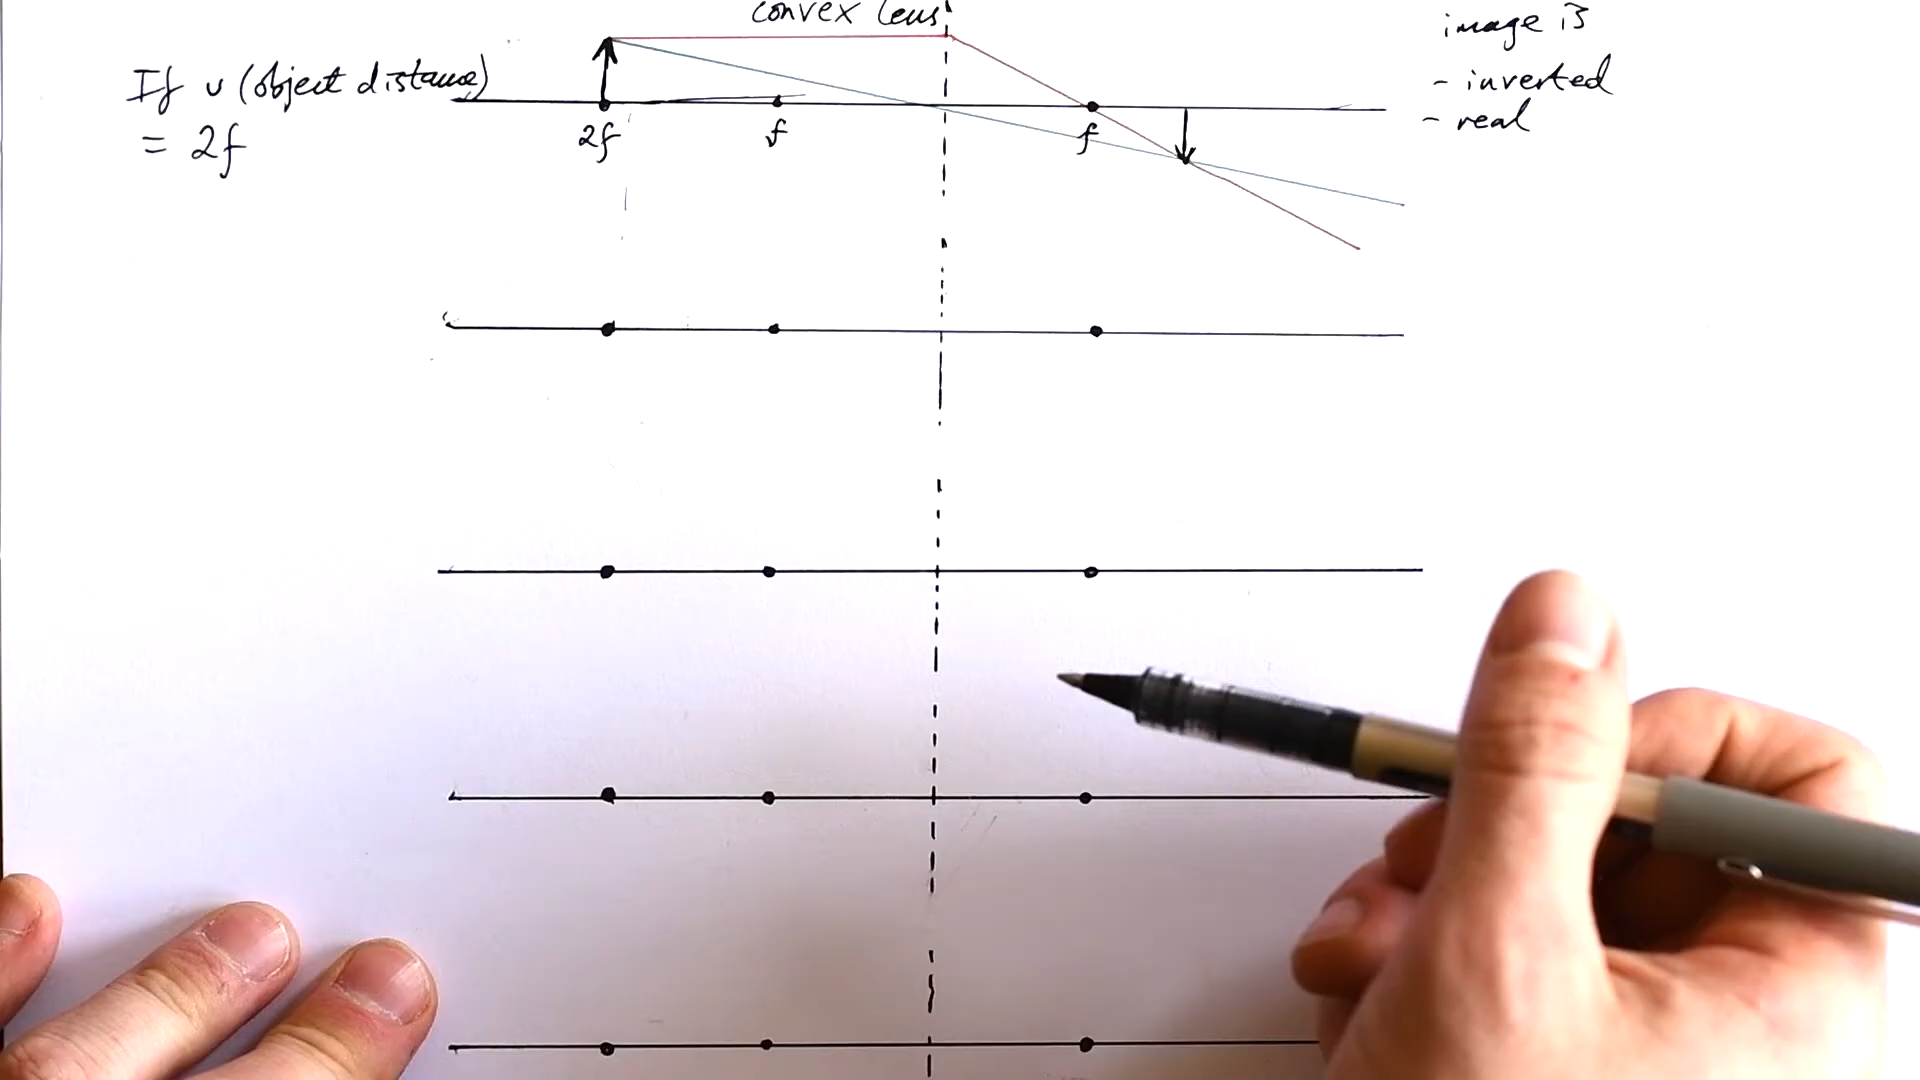 convex lens
If u (object distance)
= 2f
2f
f
f
image is
- inverted
- real